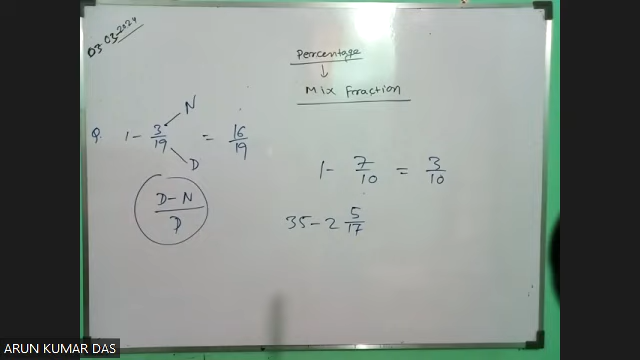 03-03-2024
Percentage
↓
Mix Fraction
N
Q. 1 - 3/19 = 16/19
D
D-N/D
1 - 7/10 = 3/10
35 - 2 5/17
ARUN KUMAR DAS